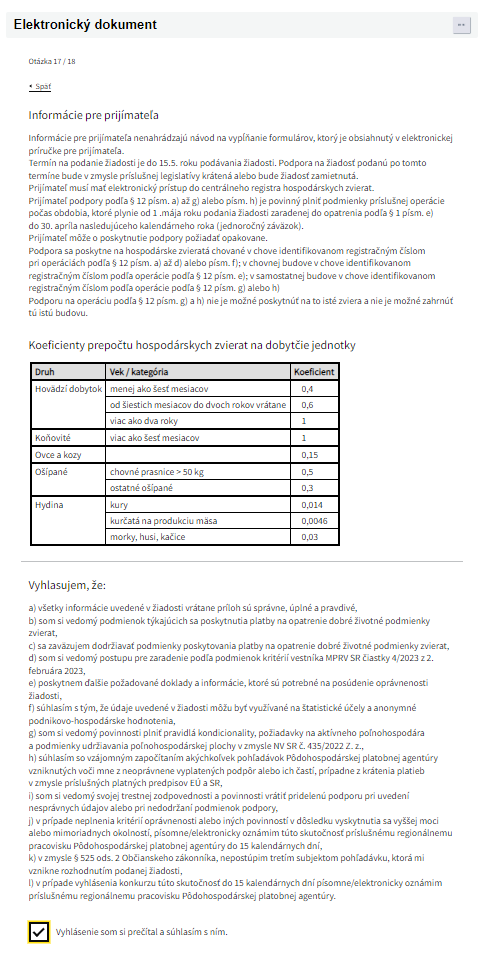 Elektronický dokument
Otázka 17 / 18
Späť
Informácie pre prijímateľa
Informácie pre prijímateľa nenahrádzajú návod na vypĺňanie formulárov, ktorý je obsiahnutý v elektronickej
príručke pre prijímateľa.
Termín na podanie žiadosti je do 15.5. roku podávania žiadosti. Podpora na žiadosť podanú po tomto
termíne bude v zmysle príslušnej legislatívy krátená alebo bude žiadosť zamietnutá.
Prijímateľ musí mať elektronický prístup do centrálneho registra hospodárskych zvierat.
Prijímateľ podpory podľa § 12 písm. a) až g) alebo písm. h) je povinný plniť podmienky príslušnej operácie
počas obdobia, ktoré plynie od 1 .mája roku podania žiadosti zaradenej do opatrenia podľa § 1 písm. e)
do 30. apríla nasledujúceho kalendárneho roka (jednoročný záväzok).
Prijímateľ môže o poskytnutie podpory požiadať opakovane.
Podpora sa poskytne na hospodárske zvieratá chované v chove identifikovanom registračným číslom
pri operáciách podľa § 12 písm. a) až d) alebo písm. f); v chovnej budove v chove identifikovanom
registračným číslom podľa operácie podľa § 12 písm. e); v samostatnej budove v chove identifikovanom
registračným číslom podľa operácie podľa § 12 písm. g) alebo h)
Podporu na operáciu podľa § 12 písm. g) a h) nie je možné poskytnúť na to isté zviera a nie je možné zahrnúť
tú istú budovu.
Koeficienty prepočtu hospodárskych zvierat na dobytčie jednotky
Druh Vek / kategória Koeficient
Hovädzí dobytok menej ako šesť mesiacov 0,4
od šiestich mesiacov do dvoch rokov vrátane 0,6
viac ako dva roky 1
Koňovité viac ako šesť mesiacov 1
Ovce a kozy 0,15
Ošípané chovné prasnice > 50 kg 0,5
ostatné ošípané 0,3
Hydina kury 0,014
kurčatá na produkciu mäsa 0,0046
morky, husi, kačice 0,03
Vyhlasujem, že:
a) všetky informácie uvedené v žiadosti vrátane príloh sú správne, úplné a pravdivé,
b) som si vedomý podmienok týkajúcich sa poskytnutia platby na opatrenie dobré životné podmienky
zvierat,
c) sa zaväzujem dodržiavať podmienky poskytovania platby na opatrenie dobré životné podmienky zvierat,
d) som si vedomý postupu pre zaradenie podľa podmienok kritérií vestníka MPRV SR čiastky 4/2023 z 2.
februára 2023,
e) poskytnem ďalšie požadované doklady a informácie, ktoré sú potrebné na posúdenie oprávnenosti
žiadosti,
f) súhlasím s tým, že údaje uvedené v žiadosti môžu byť využívané na štatistické účely a anonymné
podnikovo-hospodárske hodnotenia,
g) som si vedomý povinnosti plniť pravidlá kondicionality, požiadavky na aktívneho poľnohospodára
a podmienky udržiavania poľnohospodárskej plochy v zmysle NV SR č. 435/2022 Z. z.,
h) súhlasím so vzájomným započítaním akýchkoľvek pohľadávok Pôdohospodárskej platobnej agentúry
vzniknutých voči mne z neoprávnene vyplatených podpôr alebo ich častí, prípadne z krátenia platieb
v zmysle príslušných platných predpisov EÚ a SR,
i) som si vedomý svojej trestnej zodpovednosti a povinnosti vrátiť pridelenú podporu pri uvedení
nesprávnych údajov alebo pri nedodržaní podmienok podpory,
j) v prípade neplnenia kritérií oprávnenosti alebo iných povinností v dôsledku vyskytnutia sa vyššej moci
alebo mimoriadnych okolností, písomne/elektronicky oznámim túto skutočnosť príslušnému regionálnemu
pracovisku Pôdohospodárskej platobnej agentúry do 15 kalendárnych dní,
k) v zmysle § 525 ods. 2 Občianskeho zákonníka, nepostúpim tretím subjektom pohľadávku, ktorá mi
vznikne rozhodnutím podanej žiadosti,
l) v prípade vyhlásenia konkurzu túto skutočnosť do 15 kalendárnych dní písomne/elektronicky oznámim
príslušnému regionálnemu pracovisku Pôdohospodárskej platobnej agentúry.
Vyhlásenie som si prečítal a súhlasím s ním.